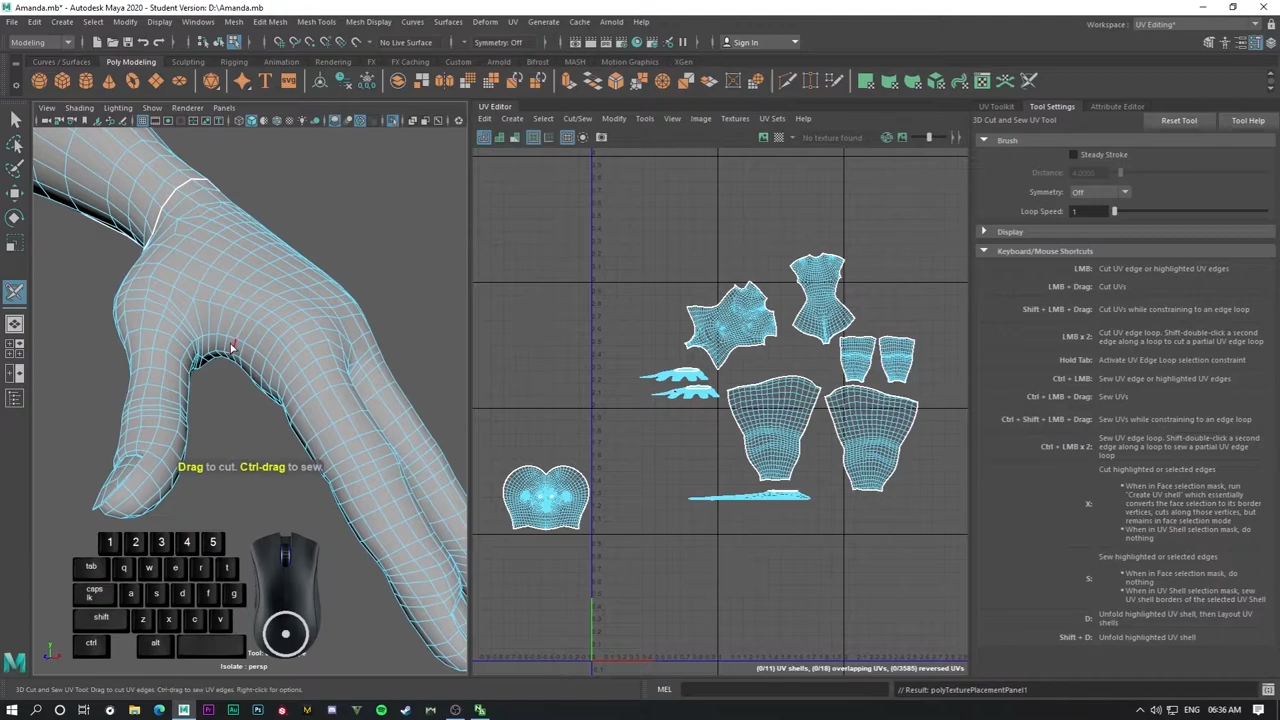 Amanda.mb* - Autodesk Maya 2020 - Student Version: D:\Amanda.mb
File Edit Create Select Modify Display Windows Mesh Edit Mesh Mesh Tools Mesh Display Curves Surfaces Deform UV Generate Cache Arnold Help
Workspace : UV Editing*
Modeling No Live Surface Symmetry: Off Sign In
Curves / Surfaces Poly Modeling Sculpting Rigging Animation Rendering FX FX Caching Custom Arnold Bifrost MASH Motion Graphics XGen
View Shading Lighting Show Renderer Panels
UV Editor
Edit Create Select Cut/Sew Modify Tools View Image Textures UV Sets Help
No texture found
UV Toolkit Tool Settings Attribute Editor
3D Cut and Sew UV Tool Reset Tool Tool Help
Brush
Steady Stroke
Distance: 4.0000
Symmetry: Off
Loop Speed: 1
Display
Keyboard/Mouse Shortcuts
LMB: Cut UV edge or highlighted UV edges
LMB + Drag: Cut UVs
Shift + LMB + Drag: Cut UVs while constraining to an edge loop
LMB x 2: Cut UV edge loop. Shift-double-click a second
edge along a loop to cut a partial UV edge loop
Hold Tab: Activate UV Edge Loop selection constraint
Ctrl + LMB: Sew UV edge or highlighted UV edges
Ctrl + LMB + Drag: Sew UVs
Ctrl + Shift + LMB + Drag: Sew UVs while constraining to an edge loop
Ctrl + LMB x 2: Sew UV edge loop. Shift-double-click a second
edge along a loop to sew a partial UV edge
loop
X: Cut highlighted or selected edges
* When in Face selection mask, run
"Create UV shell" which essentially
converts the face selection to its border
vertices, cuts along those vertices, but
remains in face selection mode
* When in UV Shell selection mask, do
nothing
S: Sew highlighted or selected edges
* When in Face selection mask, do
nothing
* When in UV Shell selection mask, sew
UV shell borders of the selected UV Shell
D: Unfold highlighted UV shell, then Layout UV
shells
Shift + D: Unfold highlighted UV shell
Drag to cut. Ctrl-drag to sew
1 2 3 4 5
tab q w e r t
caps lk a s d f g
shift z x c v
ctrl alt
Isolate : persp
(0/11) UV shells, (0/18) overlapping UVs, (0/3585) reversed UVs
3D Cut and Sew UV Tool: Drag to cut UV edges. Ctrl-drag to sew UV edges. Right-click for options.
MEL
// Result: polyTexturePlacementPanel1
ENG 06:36 AM